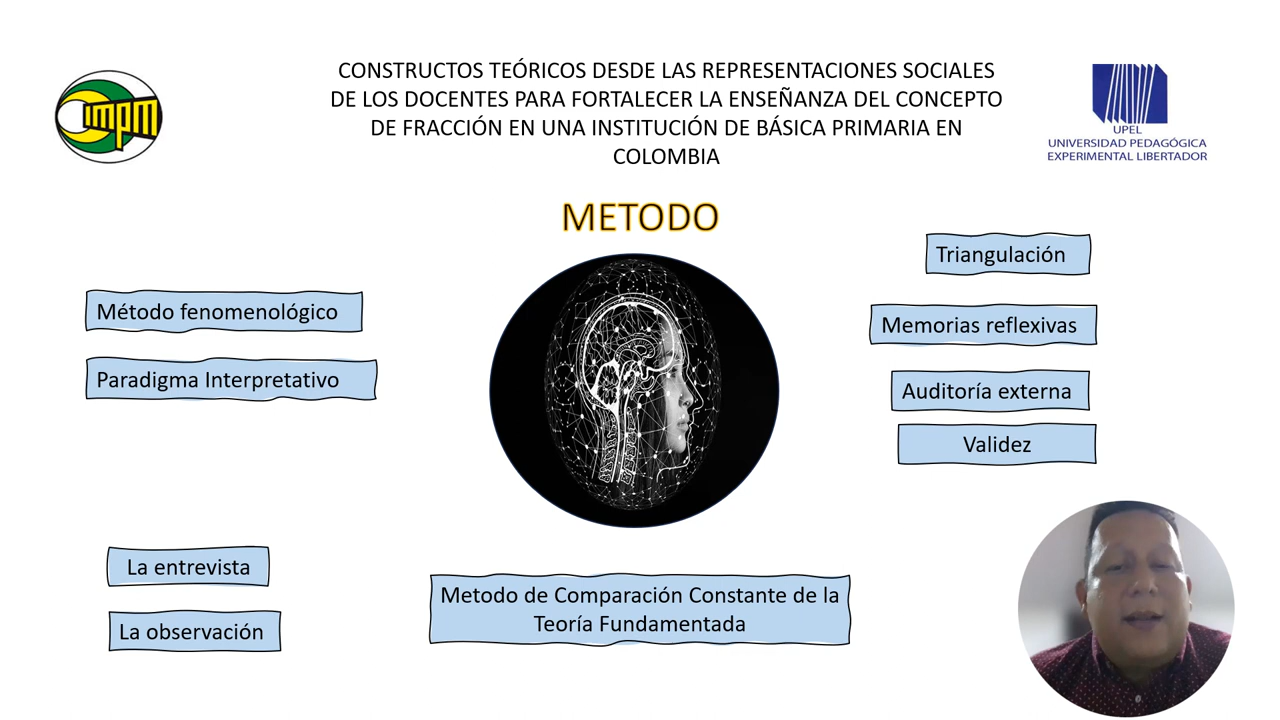 impm
CONSTRUCTOS TEÓRICOS DESDE LAS REPRESENTACIONES SOCIALES
DE LOS DOCENTES PARA FORTALECER LA ENSEÑANZA DEL CONCEPTO
DE FRACCIÓN EN UNA INSTITUCIÓN DE BÁSICA PRIMARIA EN
COLOMBIA
UPEL
UNIVERSIDAD PEDAGÓGICA
EXPERIMENTAL LIBERTADOR
METODO
Método fenomenológico
Paradigma Interpretativo
Triangulación
Memorias reflexivas
Auditoría externa
Validez
La entrevista
La observación
Metodo de Comparación Constante de la
Teoría Fundamentada